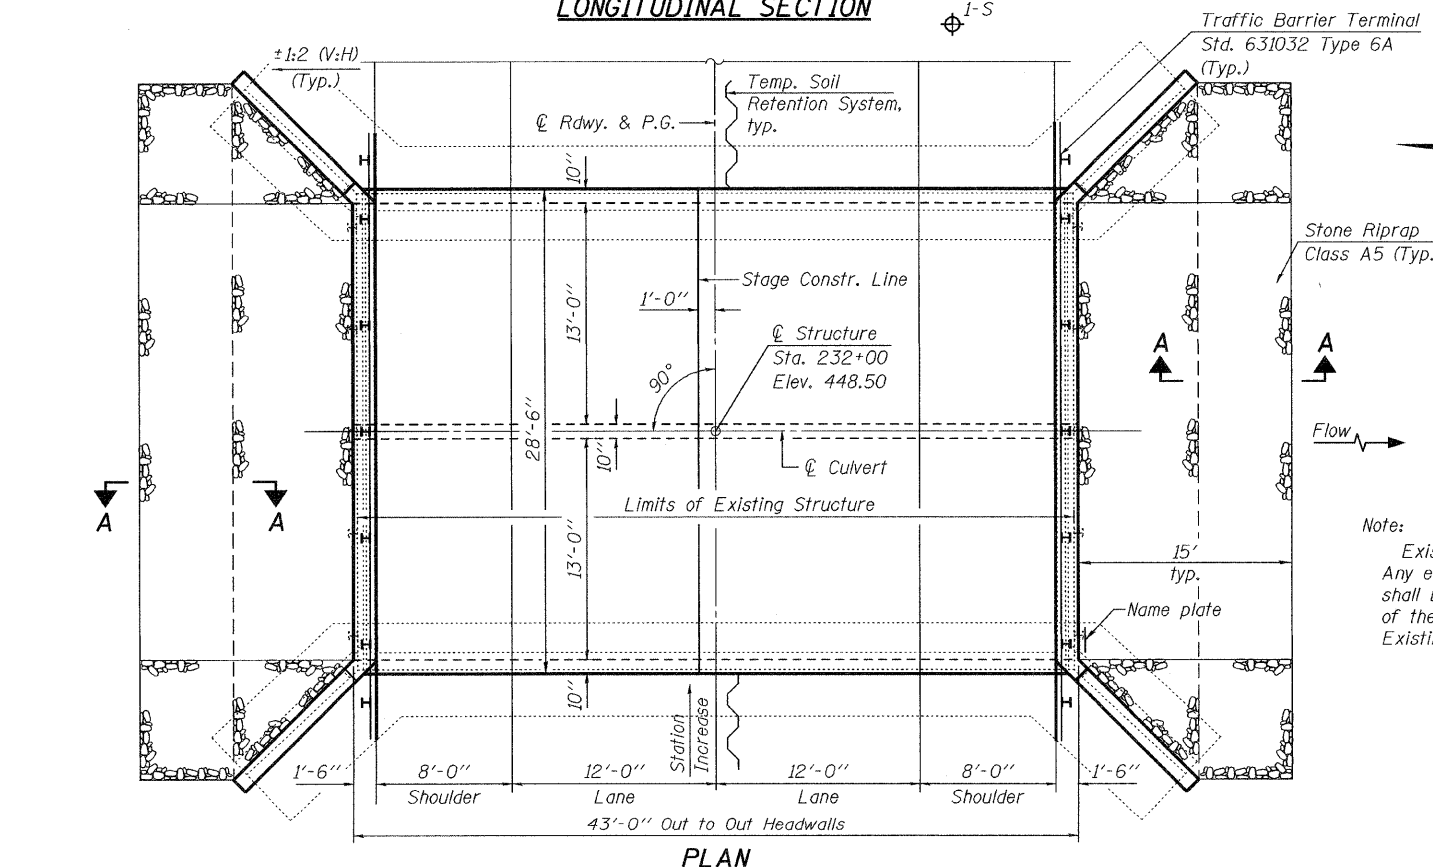 LONGITUDINAL SECTION
1-S
Traffic Barrier Terminal
Std. 631032 Type 6A
(Typ.)
±1:2 (V:H)
(Typ.)
Temp. Soil
Retention System,
typ.
℄ Rdwy. & P.G.
10''
Stone Riprap
Class A5 (Typ.
Stage Constr. Line
1'-0''
13'-0''
℄ Structure
Sta. 232+00
Elev. 448.50
90°
A
A
28'-6''
10''
Flow
℄ Culvert
A
A
Limits of Existing Structure
Note:
13'-0''
15'
typ.
Any
shall
of the
Name plate
10''
Station
Increase
1'-6''
8'-0''
12'-0''
12'-0''
8'-0''
1'-6''
Shoulder
Lane
Lane
Shoulder
43'-0'' Out to Out Headwalls
PLAN